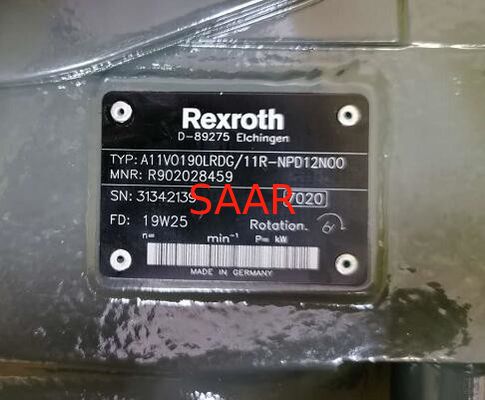 Rexroth
D-89275 Elchingen
TYP: A11VO190LRDG/11R-NPD12N00
MNR: R902028459
SN: 31342139 7020
SAAR
FD: 19W25 Rotation.
n= min⁻¹ P= kW
MADE IN GERMANY